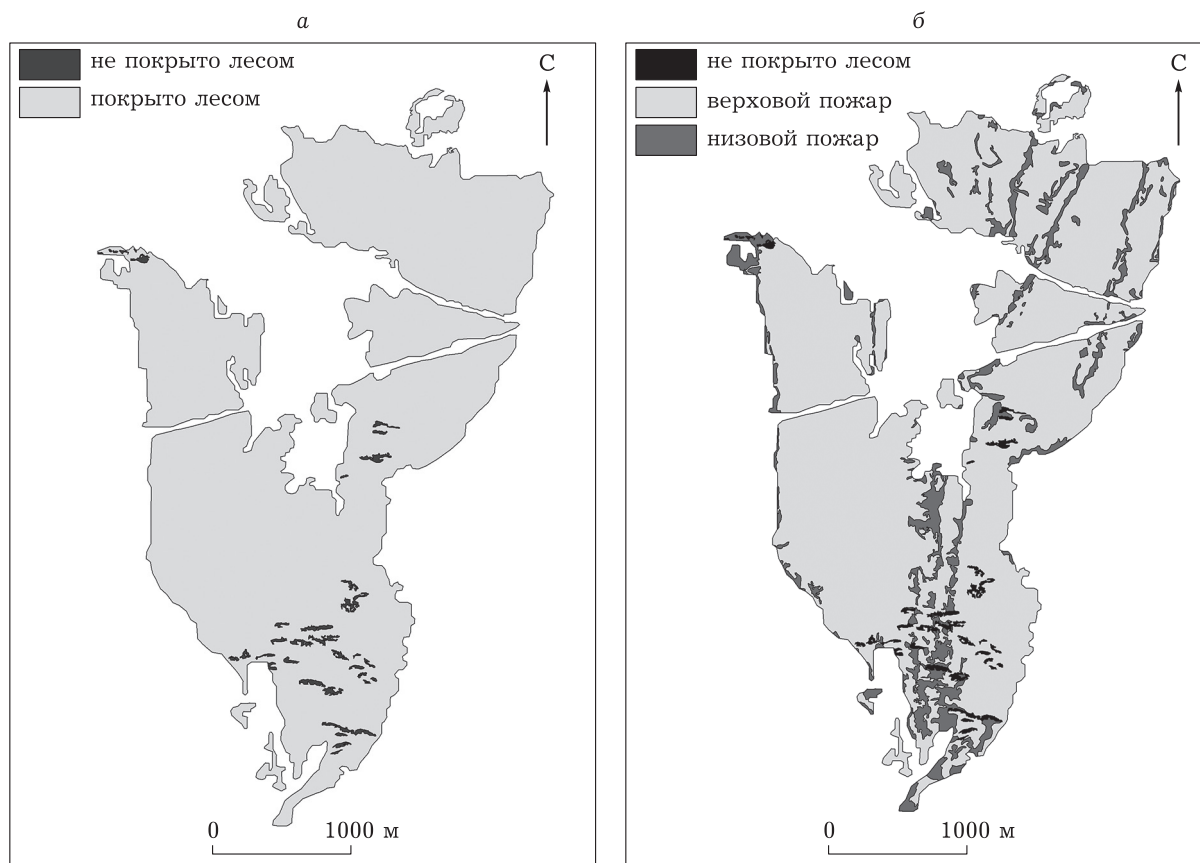 а
не покрыто лесом
покрыто лесом
С
0 1000 м
б
не покрыто лесом
верховой пожар
низовой пожар
С
0 1000 м